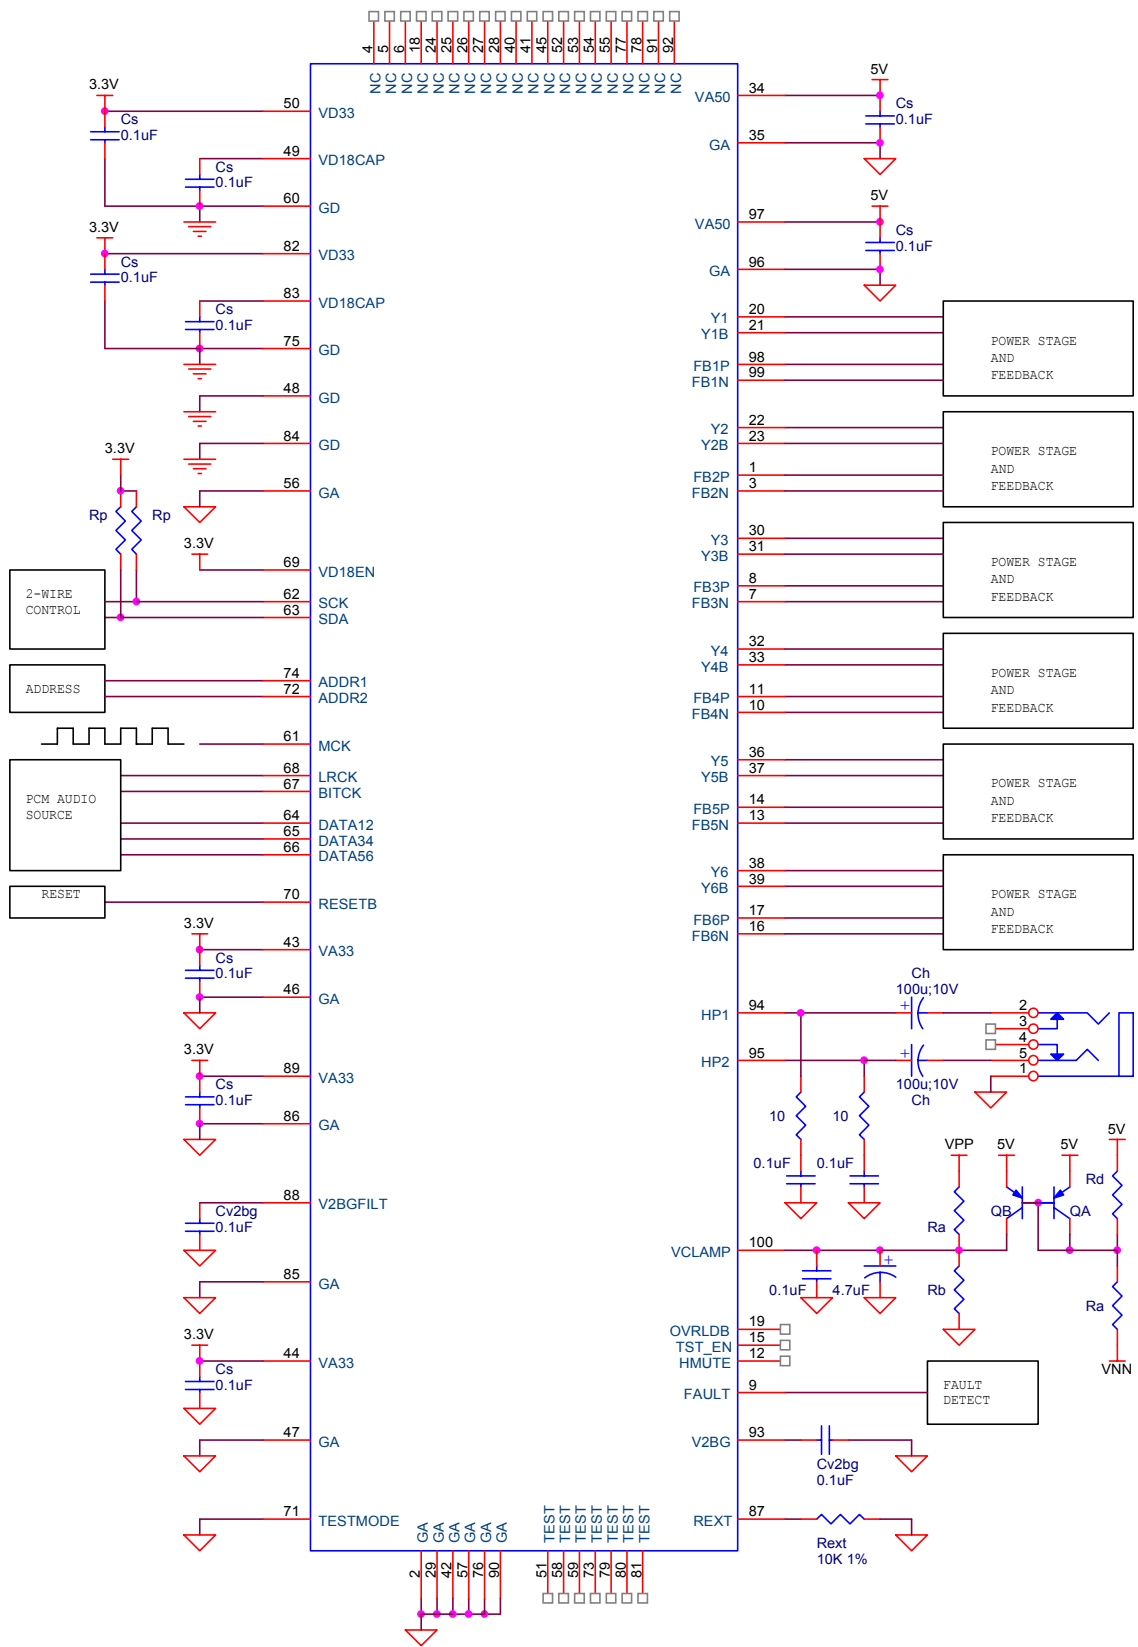 4 5 6 18 24 25 26 27 28 40 41 45 52 53 54 55 77 78 91 92
NC NC NC NC NC NC NC NC NC NC NC NC NC NC NC NC NC NC NC NC
3.3V
50 VD33
Cs
0.1uF
49 VD18CAP
Cs
0.1uF
60 GD
3.3V
82 VD33
Cs
0.1uF
83 VD18CAP
Cs
0.1uF
75 GD
48 GD
84 GD
3.3V
56 GA
Rp Rp
3.3V
69 VD18EN
2-WIRE
CONTROL
62 SCK
63 SDA
ADDRESS
74 ADDR1
72 ADDR2
61 MCK
PCM AUDIO
SOURCE
68 LRCK
67 BITCK
64 DATA12
65 DATA34
66 DATA56
RESET
70 RESETB
3.3V
43 VA33
Cs
0.1uF
46 GA
3.3V
89 VA33
Cs
0.1uF
86 GA
88 V2BGFILT
Cv2bg
0.1uF
85 GA
3.3V
44 VA33
Cs
0.1uF
47 GA
71 TESTMODE
GA GA GA GA GA GA
2 29 42 57 76 90
TEST TEST TEST TEST TEST TEST TEST
51 58 59 73 79 80 81
5V
VA50 34
Cs
0.1uF
GA 35
5V
VA50 97
Cs
0.1uF
GA 96
Y1 20
Y1B 21
FB1P 98
FB1N 99
POWER STAGE
AND
FEEDBACK
Y2 22
Y2B 23
FB2P 1
FB2N 3
POWER STAGE
AND
FEEDBACK
Y3 30
Y3B 31
FB3P 8
FB3N 7
POWER STAGE
AND
FEEDBACK
Y4 32
Y4B 33
FB4P 11
FB4N 10
POWER STAGE
AND
FEEDBACK
Y5 36
Y5B 37
FB5P 14
FB5N 13
POWER STAGE
AND
FEEDBACK
Y6 38
Y6B 39
FB6P 17
FB6N 16
POWER STAGE
AND
FEEDBACK
Ch
100u;10V
HP1 94
+
2
3
4
5
1
HP2 95
+
100u;10V
Ch
10 10
0.1uF 0.1uF
VPP 5V 5V 5V
Rd
Ra QB QA
VCLAMP 100
+
0.1uF 4.7uF Rb
Ra
VNN
OVRLDB 19
TST_EN 15
HMUTE 12
FAULT 9
FAULT
DETECT
V2BG 93
Cv2bg
0.1uF
REXT 87
Rext
10K 1%